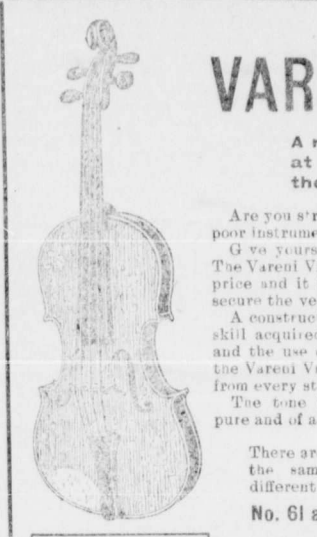 VAR
A
at
the
Are you s'r
poor instrume
G ve yours
The Vareni V
price and it
secure the ve
A construc
skill acquired
and the use
the Vareni V
from every st
The tone
pure and of a
There ar
the sam
different
No. 61 a